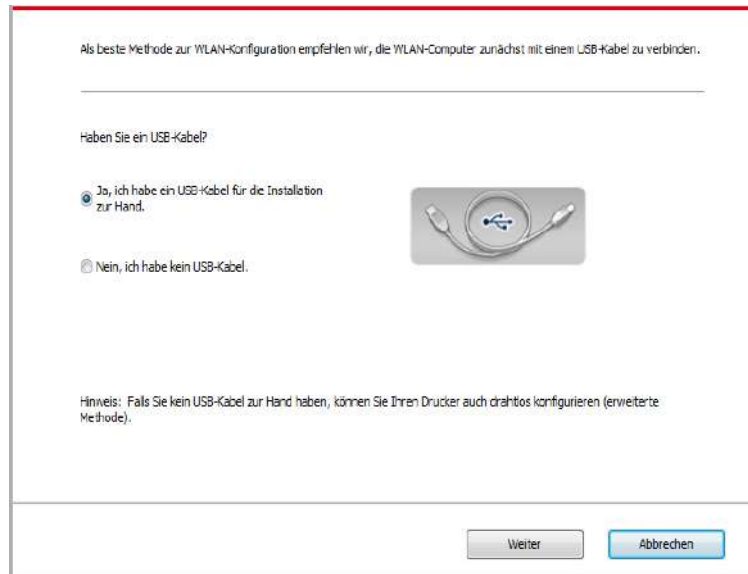 Als beste Methode zur WLAN-Konfiguration empfehlen wir, die WLAN-Computer zunächst mit einem USB-Kabel zu verbinden.
Haben Sie ein USB-Kabel?
Ja, ich habe ein USB-Kabel für die Installation
zur Hand.
Nein, ich habe kein USB-Kabel.
Hinweis: Falls Sie kein USB-Kabel zur Hand haben, können Sie Ihren Drucker auch drahtlos konfigurieren (erweiterte
Methode).
Weiter
Abbrechen